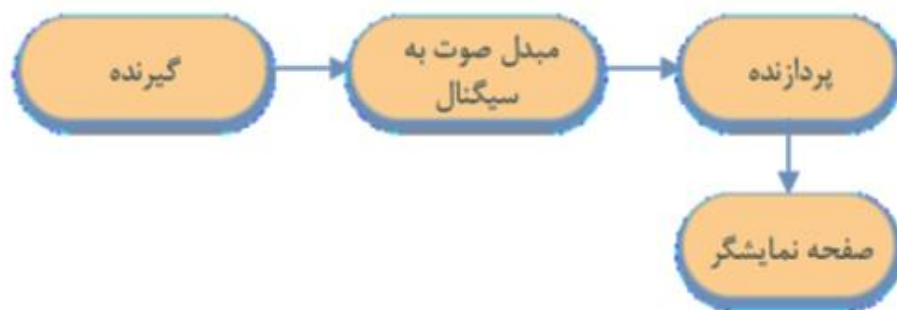 گیرنده
مبدل صوت به
سیگنال
پردازنده
صفحه نمایشگر